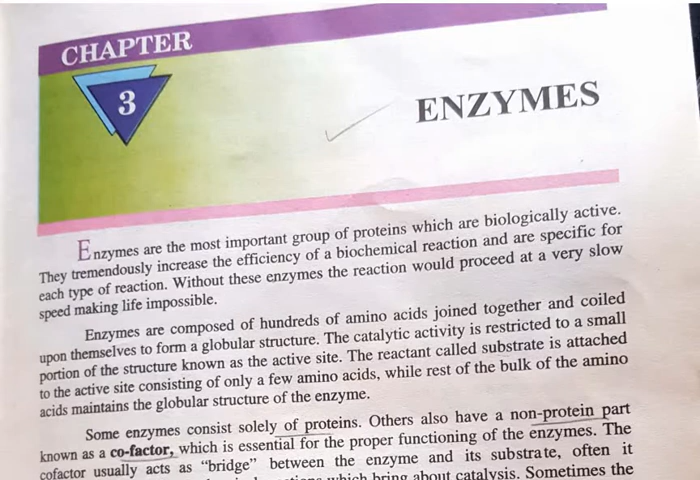 CHAPTER
3
ENZYMES
Enzymes are the most important group of proteins which are biologically active.
They tremendously increase the efficiency of a biochemical reaction and are specific for
each type of reaction. Without these enzymes the reaction would proceed at a very slow
speed making life impossible.
Enzymes are composed of hundreds of amino acids joined together and coiled
upon themselves to form a globular structure. The catalytic activity is restricted to a small
portion of the structure known as the active site. The reactant called substrate is attached
to the active site consisting of only a few amino acids, while rest of the bulk of the amino
acids maintains the globular structure of the enzyme.
Some enzymes consist solely of proteins. Others also have a non-protein part
known as a co-factor, which is essential for the proper functioning of the enzymes. The
cofactor usually acts as “bridge” between the enzyme and its substrate, often it
which bring about catalysis. Sometimes the